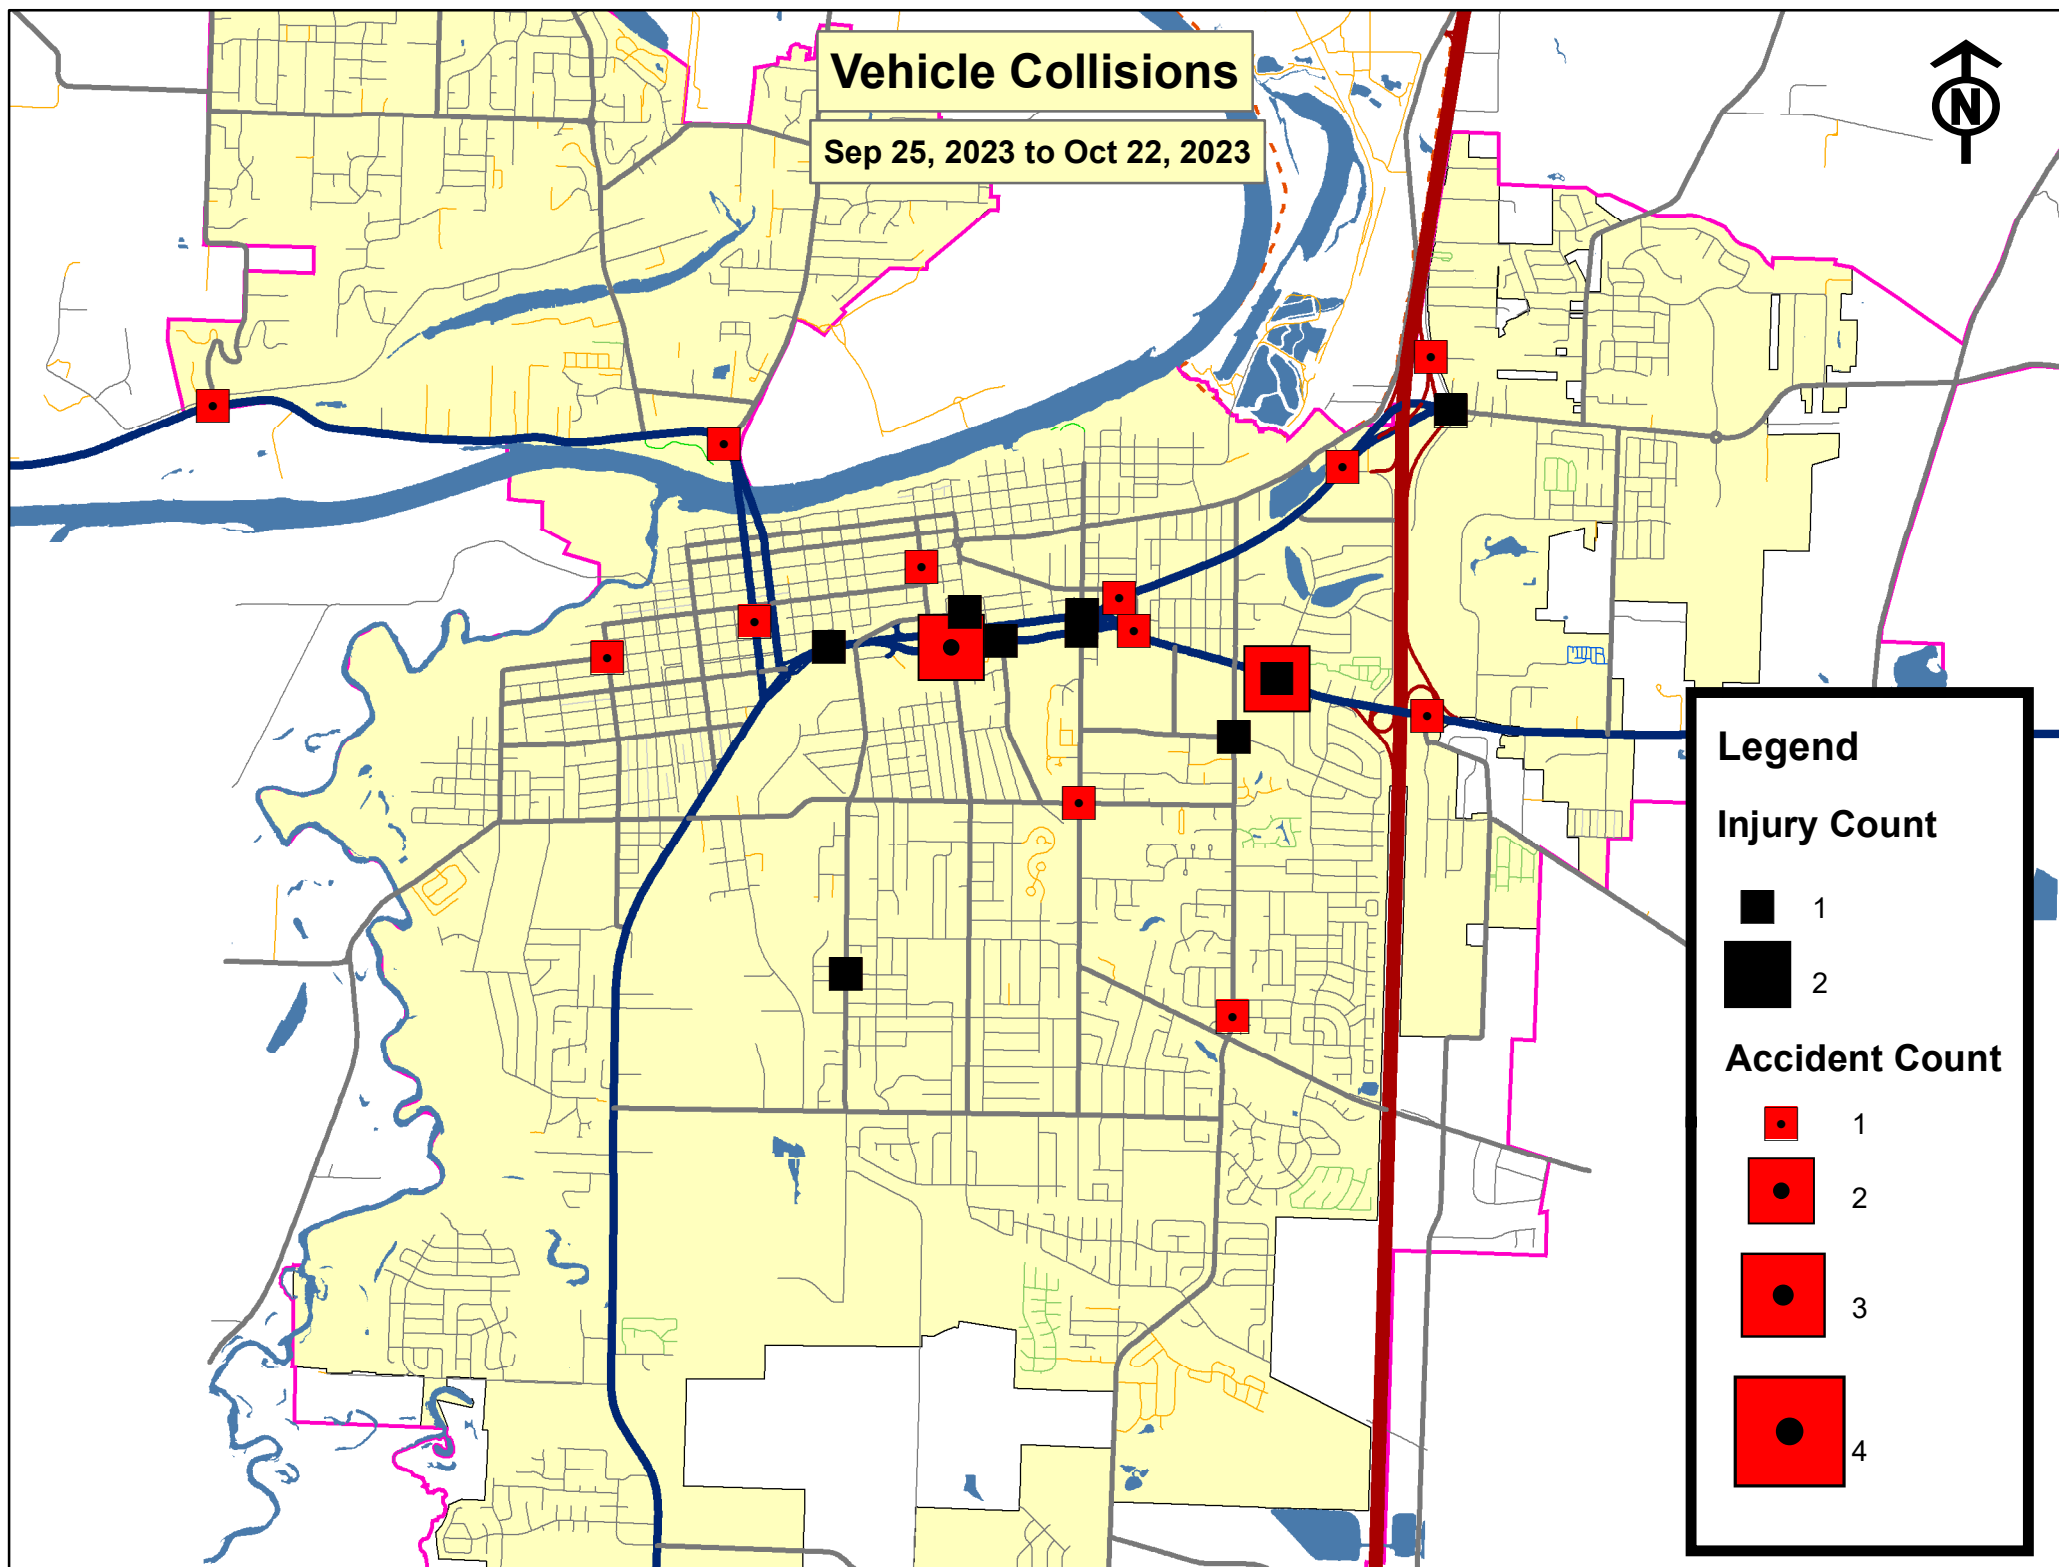 Vehicle Collisions
Sep 25, 2023 to Oct 22, 2023
N
Legend
Injury Count
1
2
Accident Count
1
2
3
4